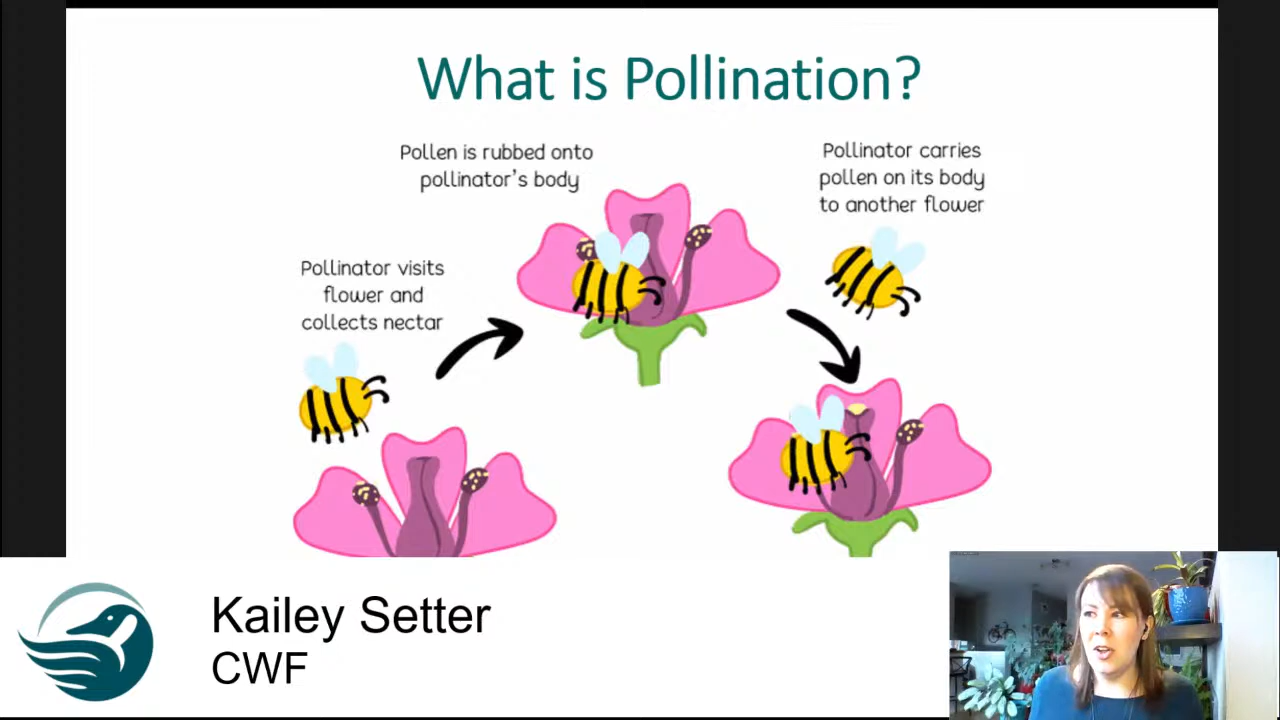 What is Pollination?
Pollen is rubbed onto
pollinator's body
Pollinator carries
pollen on its body
to another flower
Pollinator visits
flower and
collects nectar
Kailey Setter
CWF